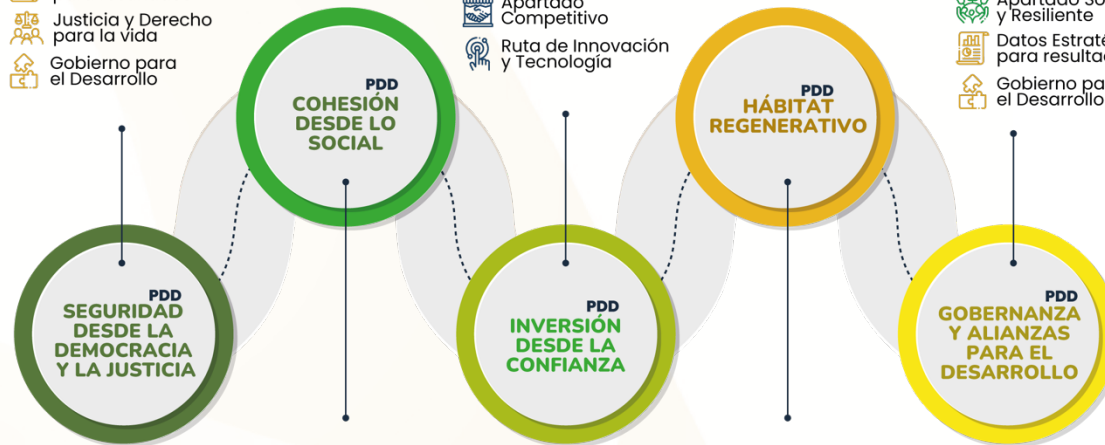 Justicia y Derecho
para la vida
Gobierno para
el Desarrollo
Apartado
Competitivo
Ruta de Innovación
y Tecnología
y Resiliente
Datos
para
Gobierno
el Desarrollo
PDD
COHESIÓN
DESDE LO
SOCIAL
PDD
HÁBITAT
REGENERATIVO
PDD
SEGURIDAD
DESDE LA
DEMOCRACIA
Y LA JUSTICIA
PDD
INVERSIÓN
DESDE LA
CONFIANZA
PDD
GOBERNANZA
Y ALIANZAS
PARA EL
DESARROLLO